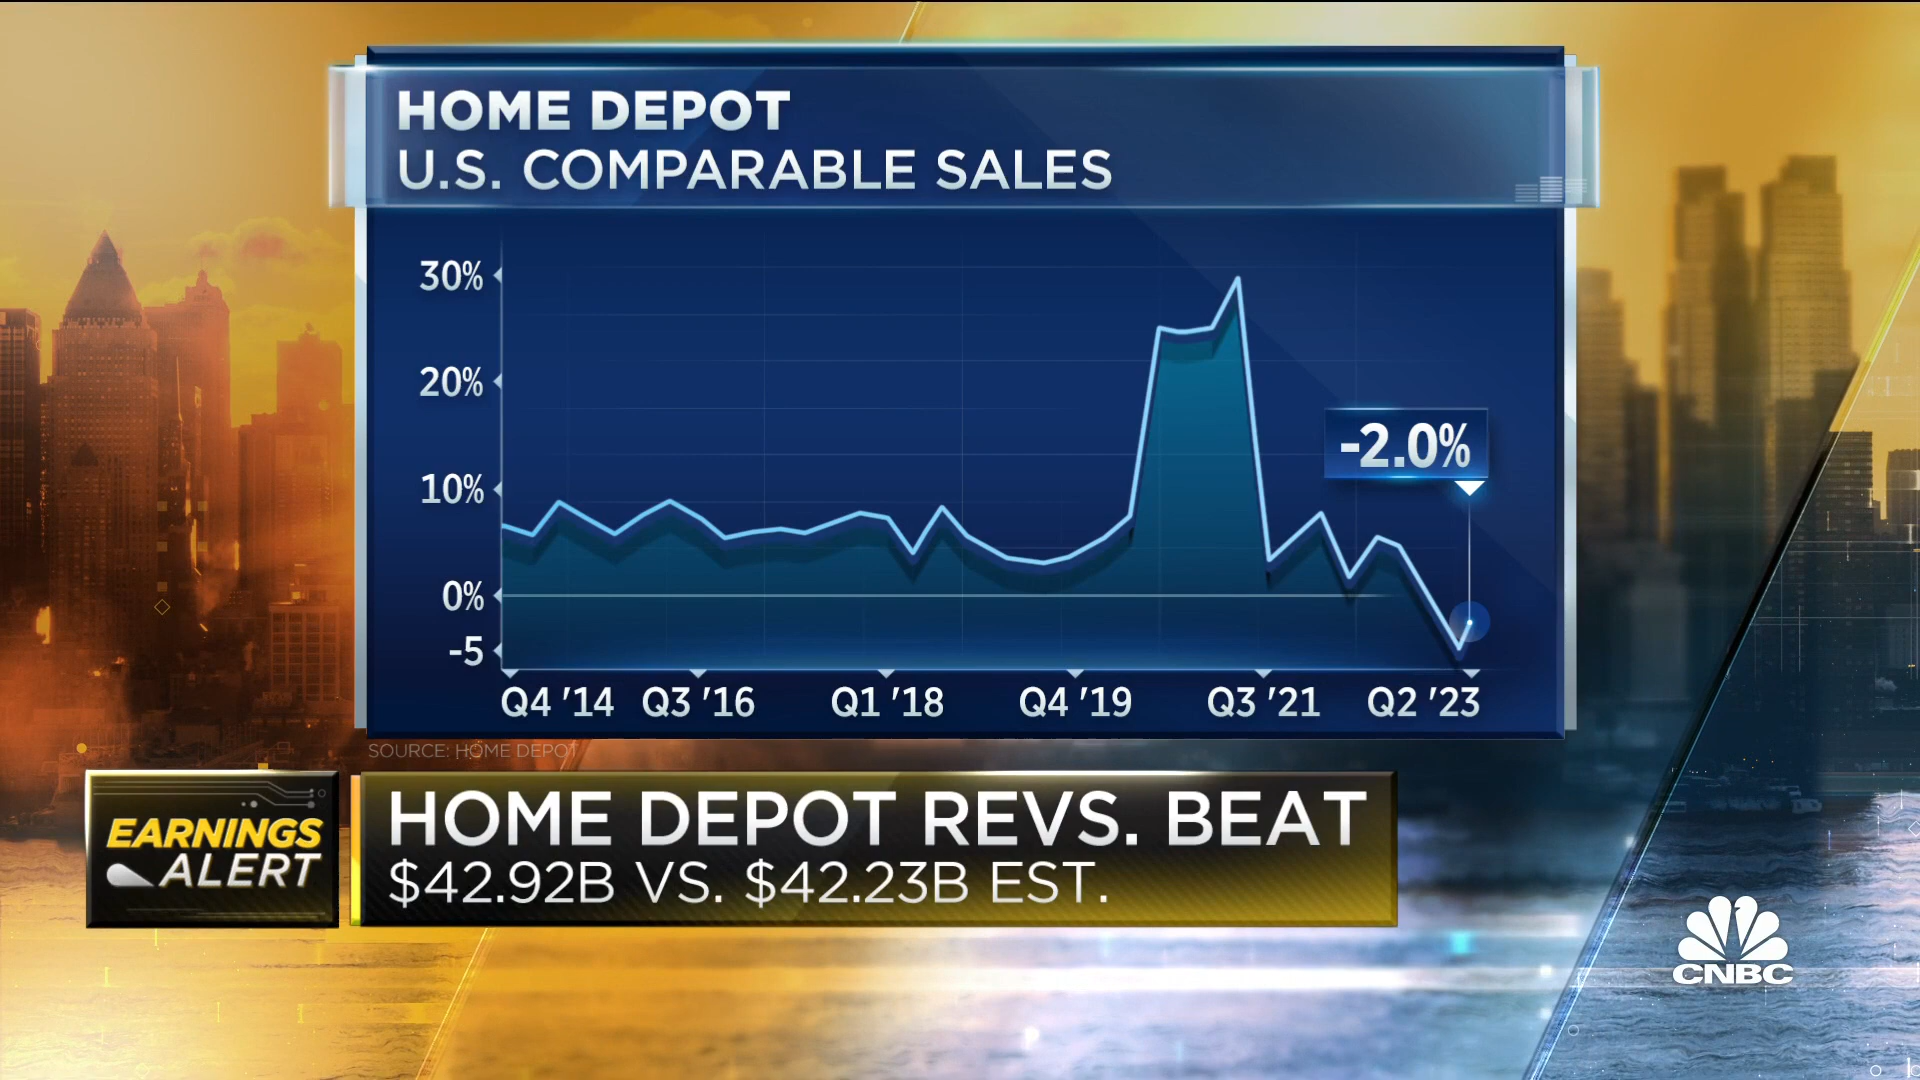 HOME DEPOT
U.S. COMPARABLE SALES
30%
20%
10%
0%
-5
-2.0%
Q4 '14 Q3 '16 Q1 '18 Q4 '19 Q3 '21 Q2 '23
SOURCE: HOME DEPOT
EARNINGS
ALERT
HOME DEPOT REVS. BEAT
$42.92B VS. $42.23B EST.
CNBC